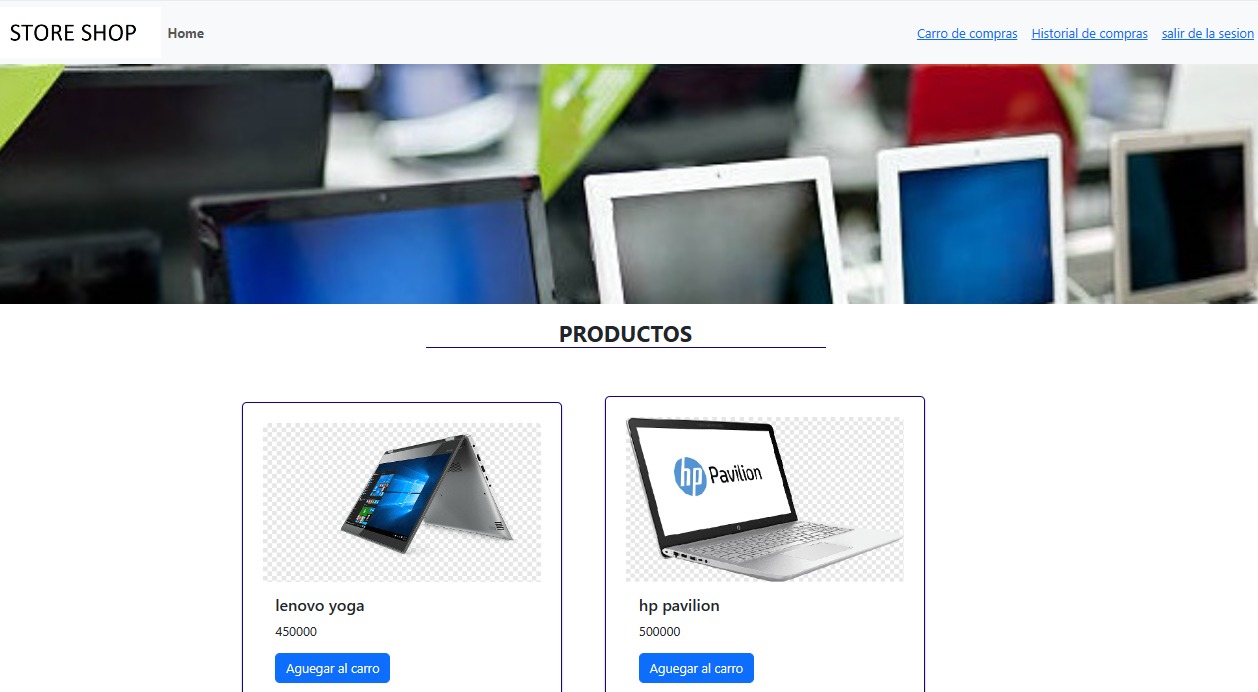 STORE SHOP
Home
Carro de compras
Historial de compras
salir de la sesion
PRODUCTOS
hp Pavilion
lenovo yoga
450000
Aguegar al carro
hp pavilion
500000
Aguegar al carro